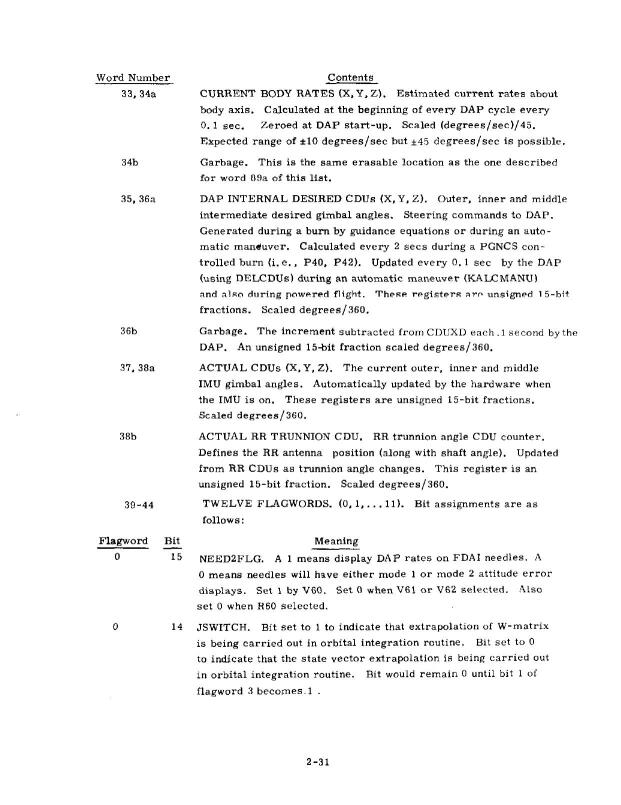 Word Number Contents
33, 34a CURRENT BODY RATES (X, Y, Z). Estimated current rates about
body axis. Calculated at the beginning of every DAP cycle every
0.1 sec. Zeroed at DAP start-up. Scaled (degrees/sec)/45.
Expected range of ±10 degrees/sec but ±45 degrees/sec is possible.
34b Garbage. This is the same erasable location as the one described
for word 89a of this list.
35, 36a DAP INTERNAL DESIRED CDUs (X, Y, Z). Outer, inner and middle
intermediate desired gimbal angles. Steering commands to DAP.
Generated during a burn by guidance equations or during an auto-
matic maneuver. Calculated every 2 secs during a PGNCS con-
trolled burn (i.e., P40, P42). Updated every 0.1 sec by the DAP
(using DELCDUs) during an automatic maneuver (KALCMANU)
and also during powered flight. These registers are unsigned 15-bit
fractions. Scaled degrees/360.
36b Garbage. The increment subtracted from CDUXD each .1 second by the
DAP. An unsigned 15-bit fraction scaled degrees/360.
37, 38a ACTUAL CDUs (X, Y, Z). The current outer, inner and middle
IMU gimbal angles. Automatically updated by the hardware when
the IMU is on. These registers are unsigned 15-bit fractions.
Scaled degrees/360.
38b ACTUAL RR TRUNNION CDU. RR trunnion angle CDU counter.
Defines the RR antenna position (along with shaft angle). Updated
from RR CDUs as trunnion angle changes. This register is an
unsigned 15-bit fraction. Scaled degrees/360.
39-44 TWELVE FLAGWORDS. (0, 1, ... 11). Bit assignments are as
follows:
Flagword Bit Meaning
0 15 NEED2FLG. A 1 means display DAP rates on FDAI needles. A
0 means needles will have either mode 1 or mode 2 attitude error
displays. Set 1 by V60. Set 0 when V61 or V62 selected. Also
set 0 when R60 selected.
0 14 JSWITCH. Bit set to 1 to indicate that extrapolation of W-matrix
is being carried out in orbital integration routine. Bit set to 0
to indicate that the state vector extrapolation is being carried out
in orbital integration routine. Bit would remain 0 until bit 1 of
flagword 3 becomes 1 .
2-31